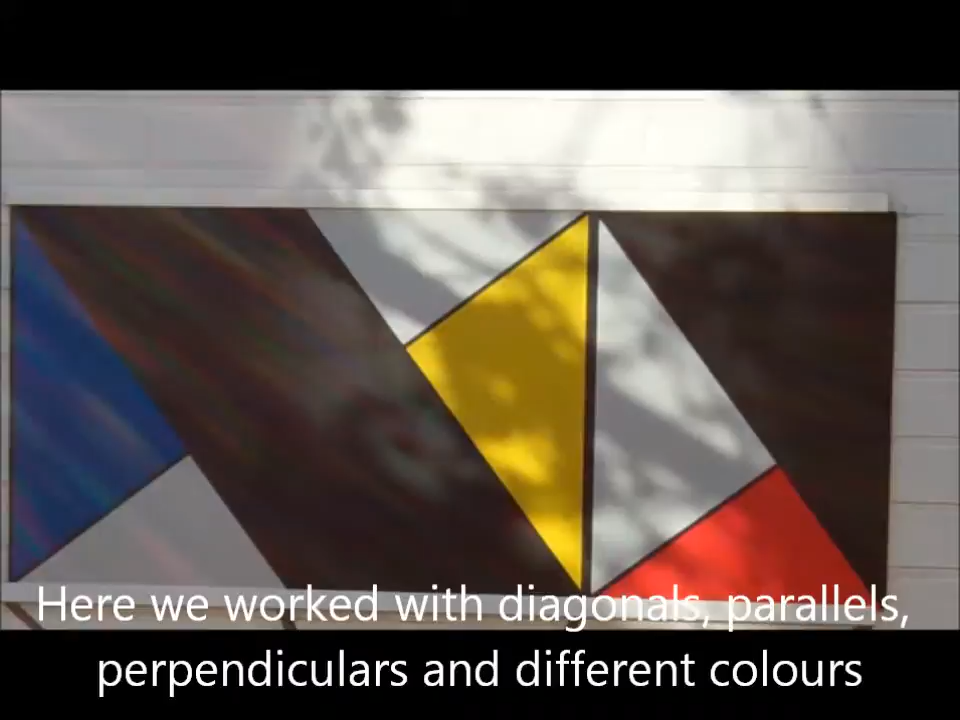 Here we worked with diagonals, parallels,
perpendiculars and different colours